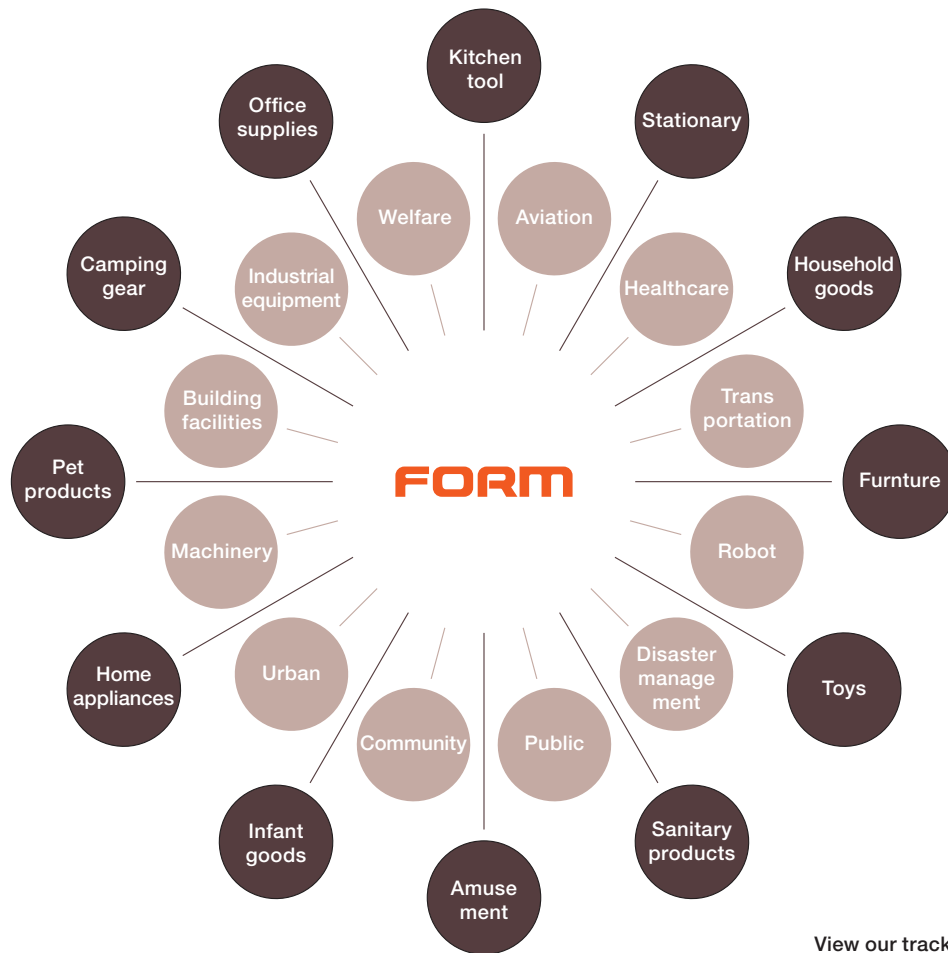 Kitchen
tool
Office
supplies
Stationary
Welfare
Aviation
Camping
gear
Industrial
equipment
Healthcare
Household
goods
Building
facilities
Trans
portation
Pet
products
FORM
Furnture
Machinery
Robot
Home
appliances
Urban
Disaster
manage
ment
Toys
Community
Public
Infant
goods
Sanitary
products
Amuse
ment
View our track